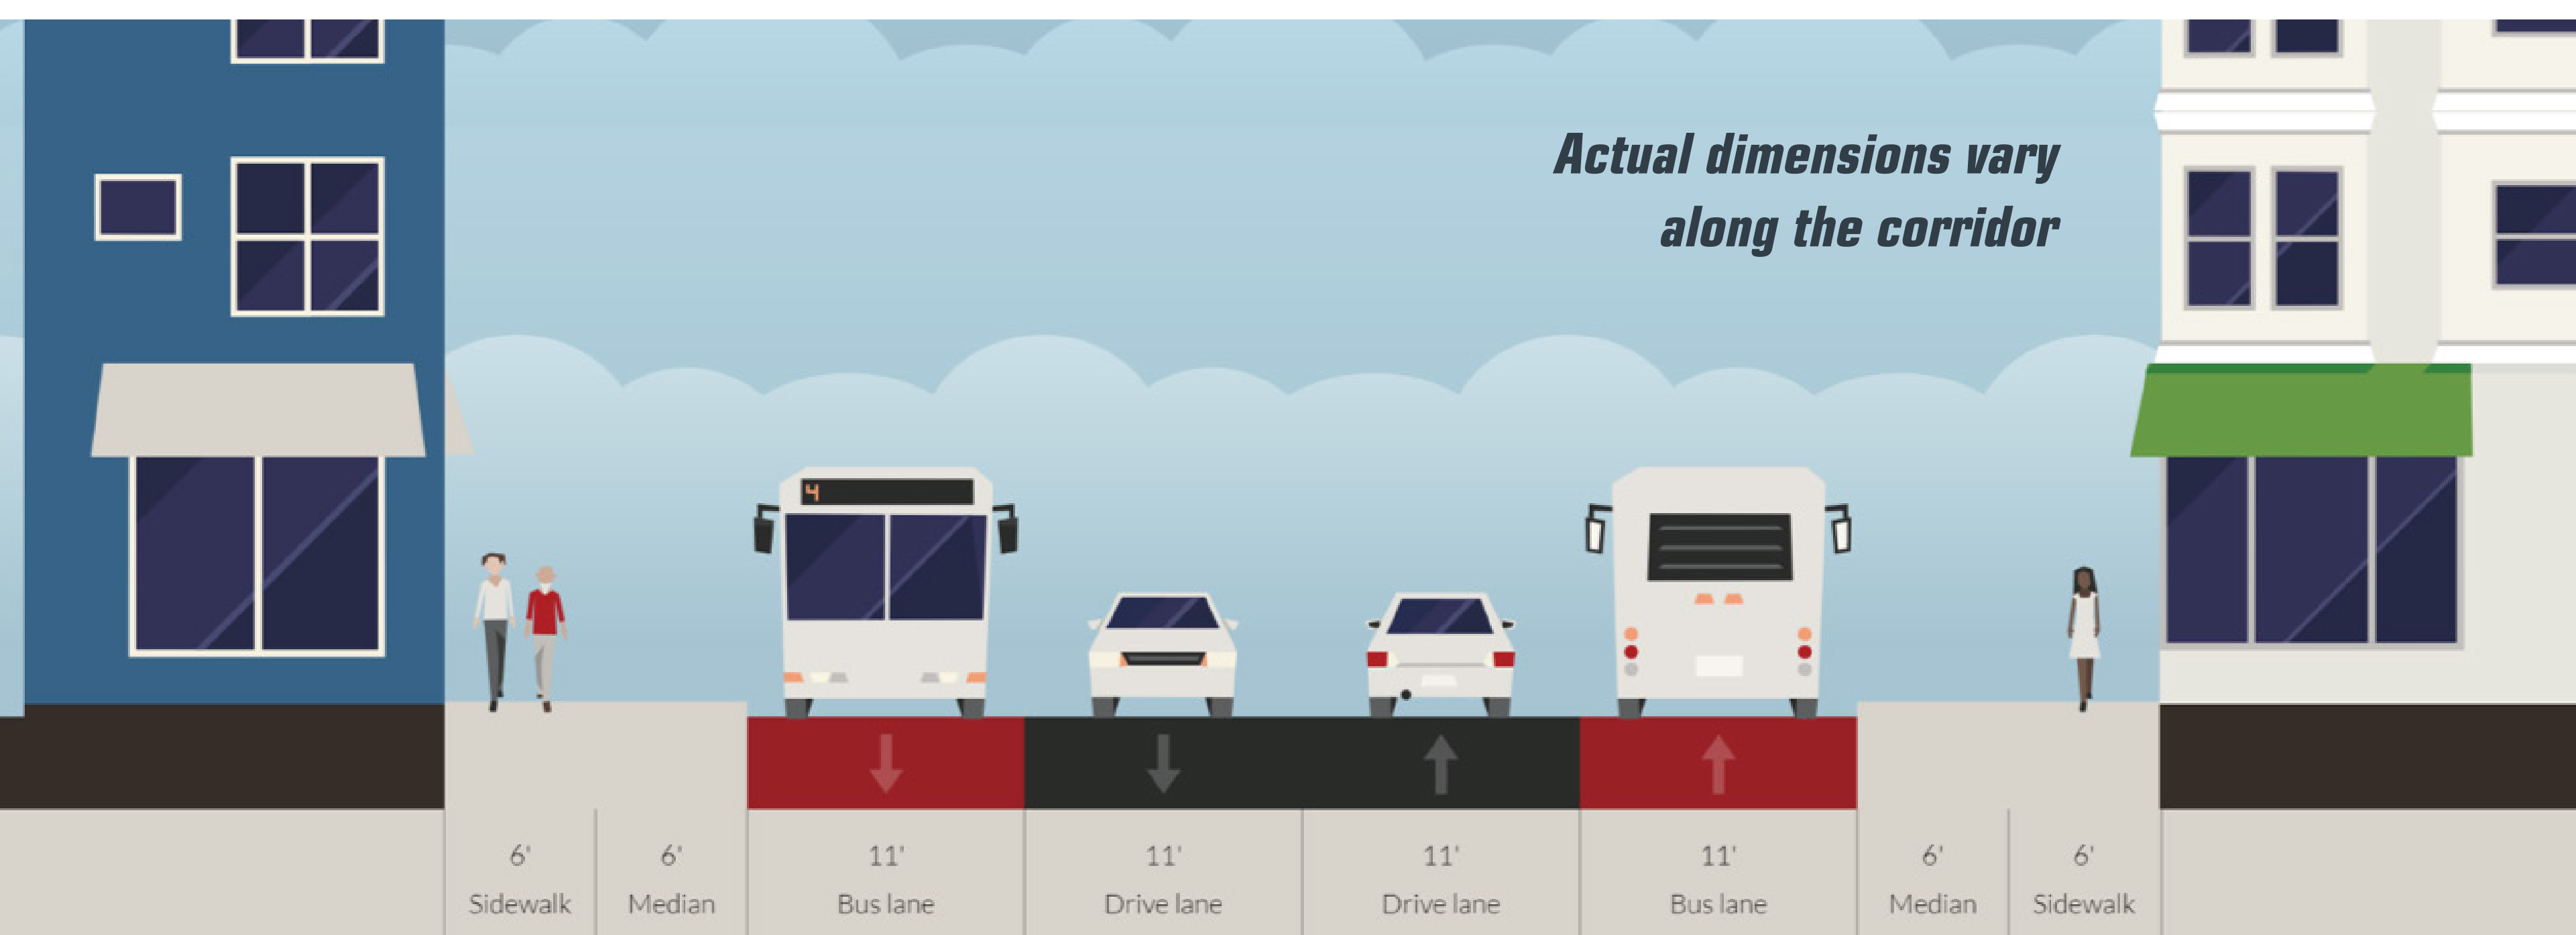 Actual dimensions vary
along the corridor
4
6' 6' 11' 11' 11' 11' 6' 6'
Sidewalk Median Bus lane Drive lane Drive lane Bus lane Median Sidewalk